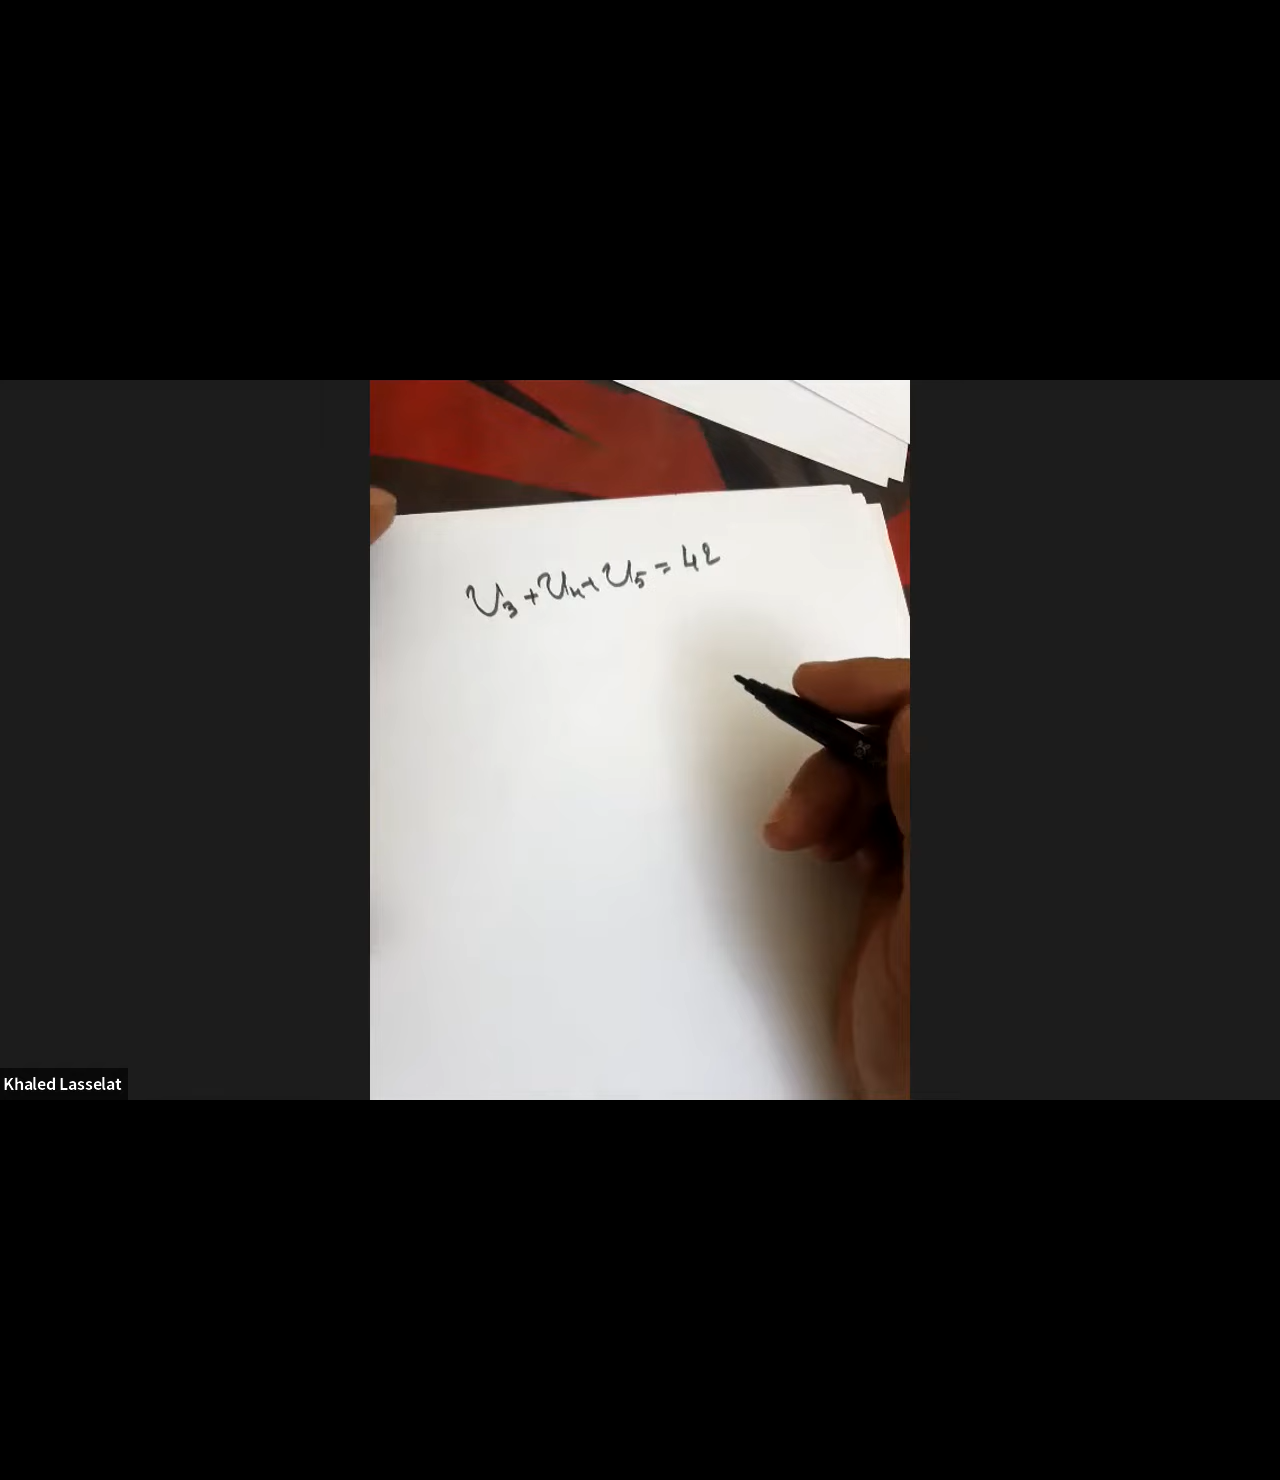 U₃ + U₄ + U₅ = 42
Khaled Lasselat